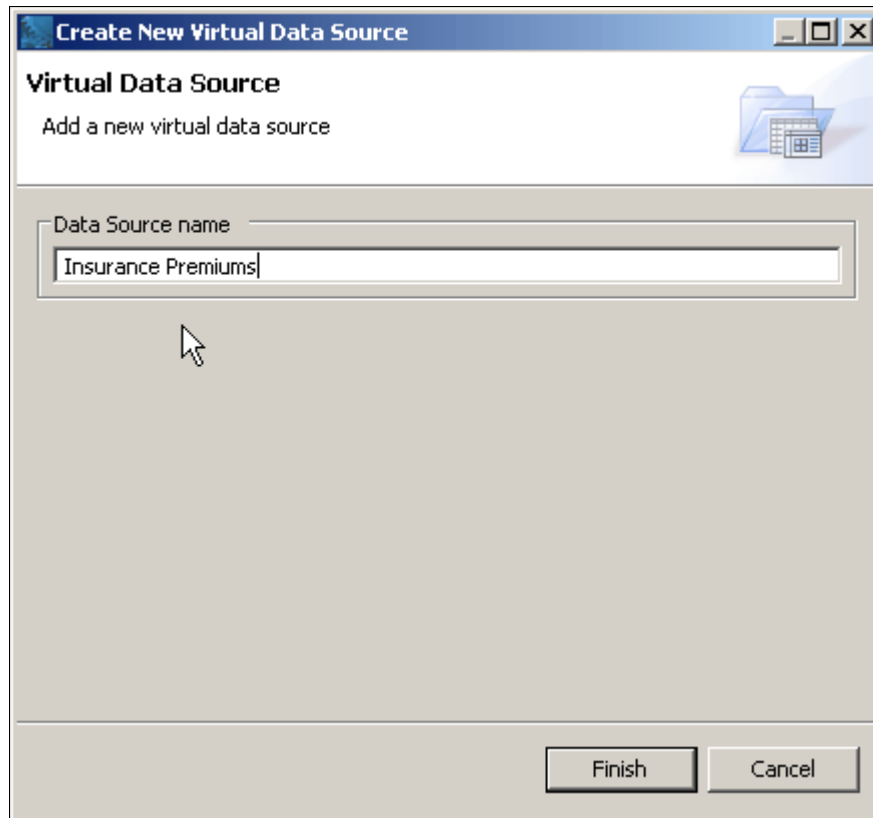 Create New Virtual Data Source
Virtual Data Source
Add a new virtual data source
Data Source name
Insurance Premiums
Finish
Cancel